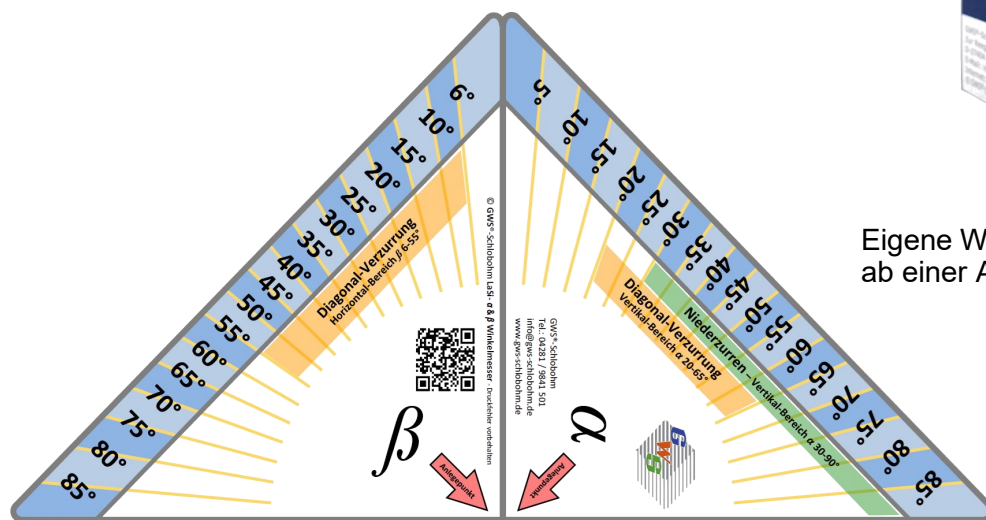 6°
10°
15°
20°
25°
30°
35°
40°
45°
50°
55°
60°
65°
70°
75°
80°
85°
Diagonal-Verzurrung
Horizontal-Bereich β 6-55°
β
Anlegepunkt
© GWS®-Schlobohm LaSi- α & β Winkelmesser - Druckfehler vorbehalten
5°
10°
15°
20°
25°
30°
35°
40°
45°
50°
55°
60°
65°
70°
75°
80°
85°
Diagonal-Verzurrung
Vertikal-Bereich α 20-65°
Niederzurren – Vertikal-Bereich α 30-90°
GWS®-Schlobohm
Tel.: 04281 / 9841 501
info@gws-schlobohm.de
www.gws-schlobohm.de
α
Anlegepunkt
GWS
Eigene W
ab einer A